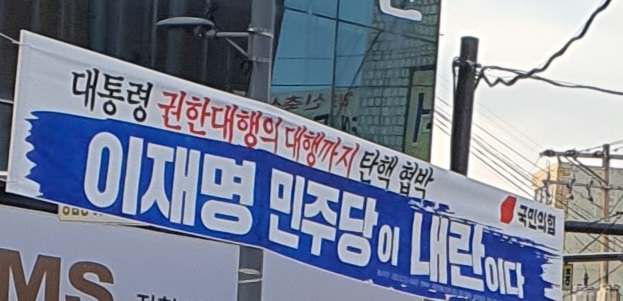 대통령 권한대행의 대행까지 탄핵 협박
이재명 민주당이 내란이다
국민의힘
MS